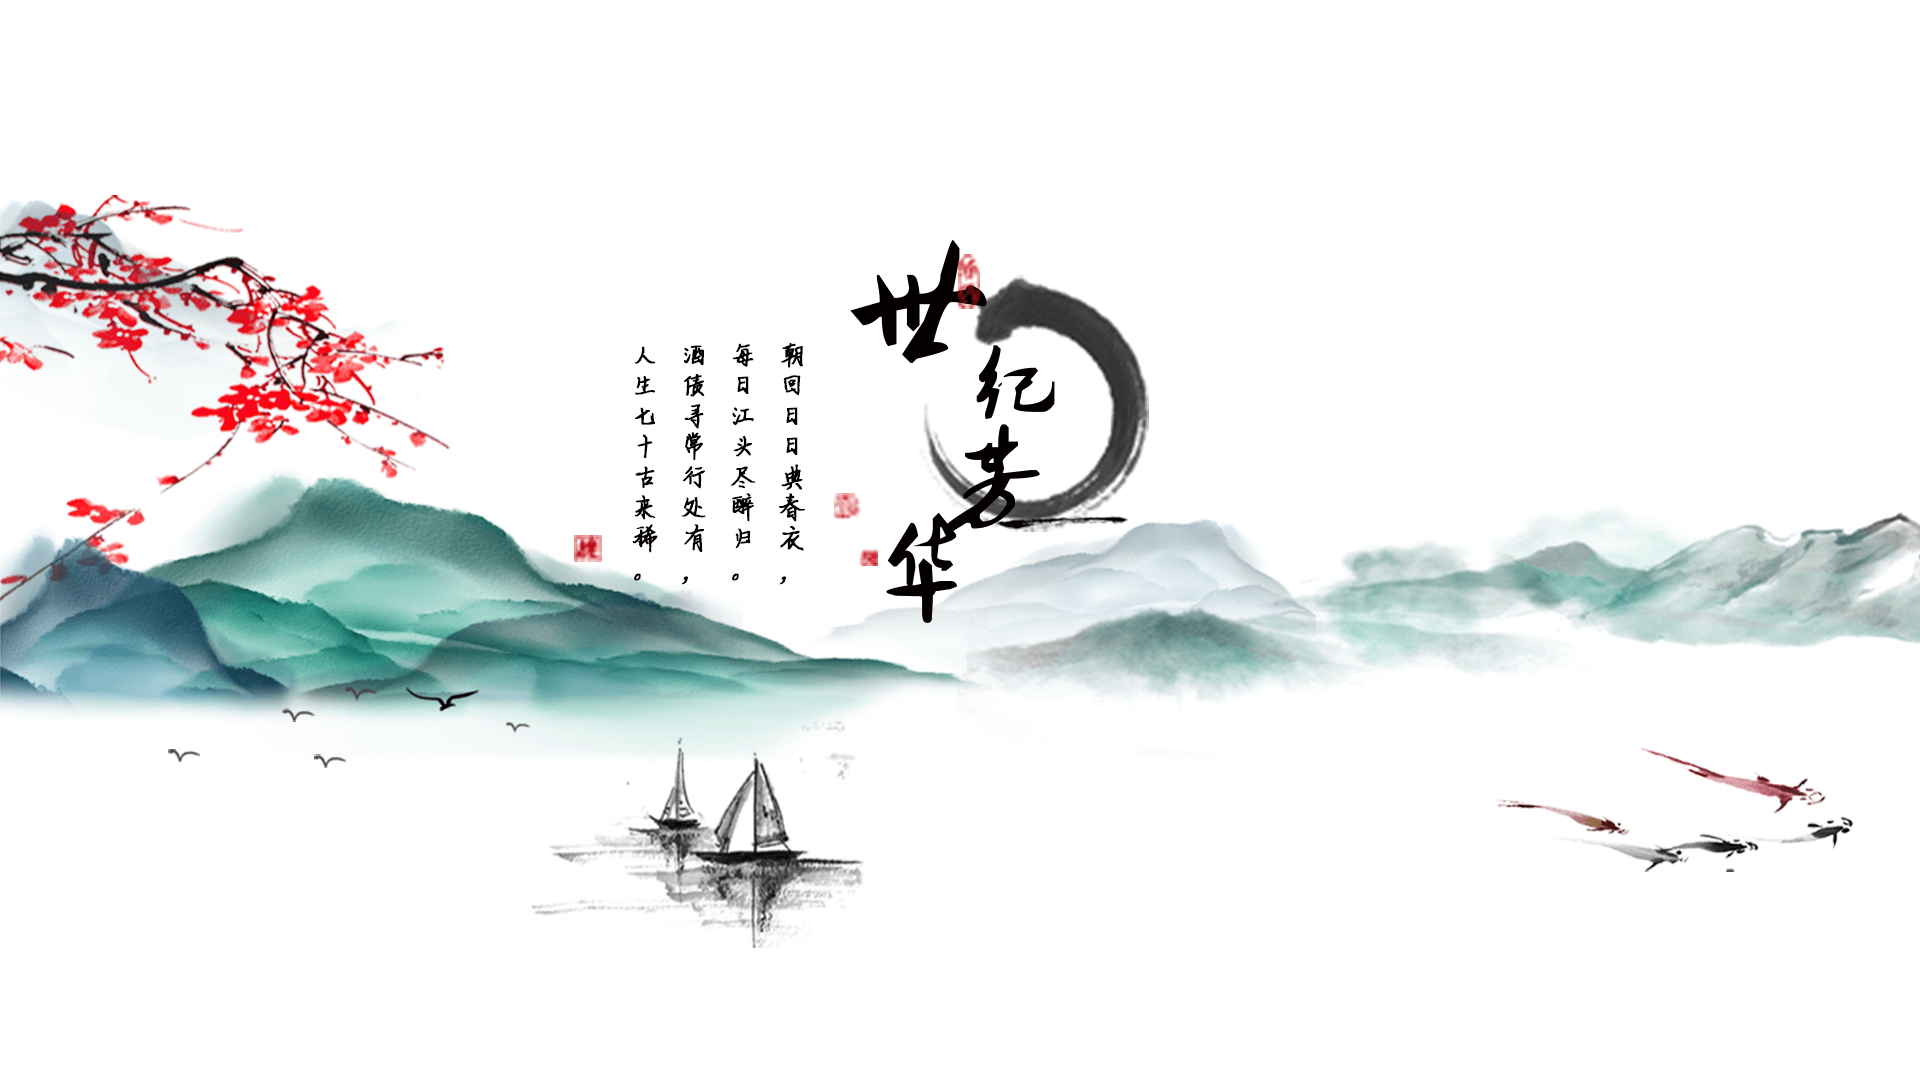 世纪芳华
朝回日日典春衣，
每日江头尽醉归。
酒债寻常行处有，
人生七十古来稀。